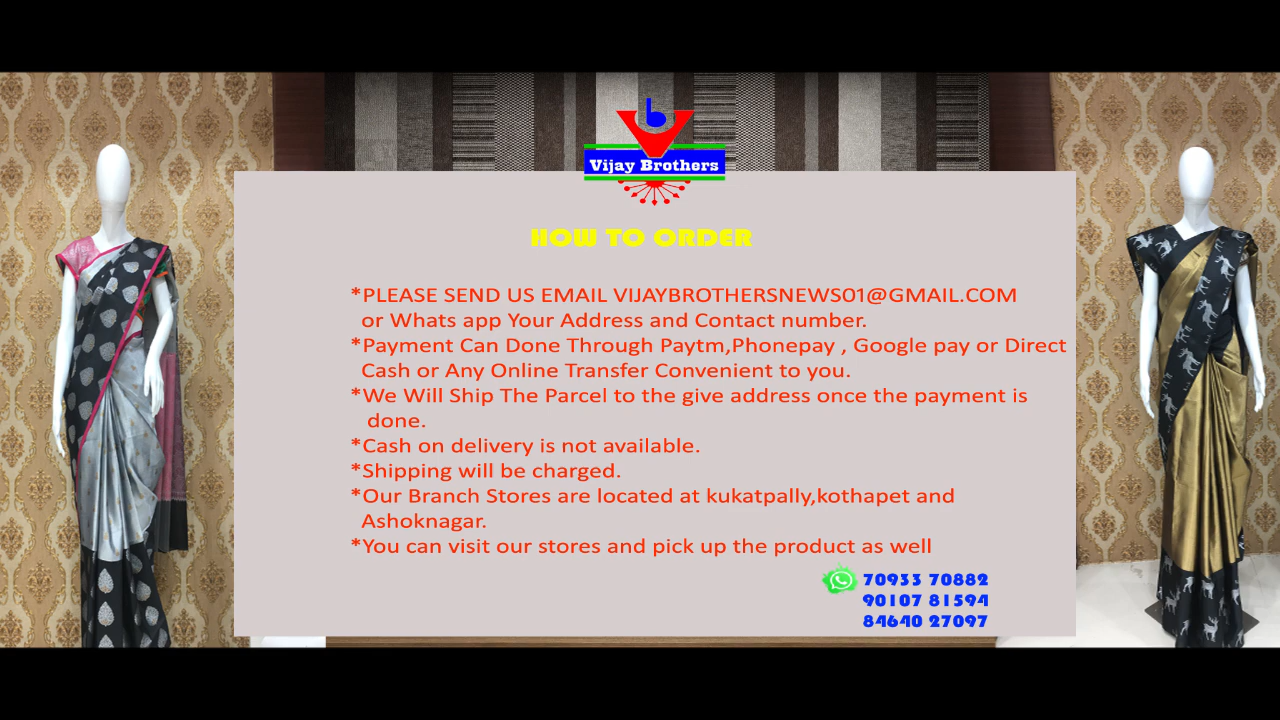 b
Vijay Brothers
HOW TO ORDER
*PLEASE SEND US EMAIL VIJAYBROTHERSNEWS01@GMAIL.COM
or Whats app Your Address and Contact number.
*Payment Can Done Through Paytm,Phonepay , Google pay or Direct
Cash or Any Online Transfer Convenient to you.
*We Will Ship The Parcel to the give address once the payment is
done.
*Cash on delivery is not available.
*Shipping will be charged.
*Our Branch Stores are located at kukatpally,kothapet and
Ashoknagar.
*You can visit our stores and pick up the product as well
70933 70882
90107 81594
84640 27097